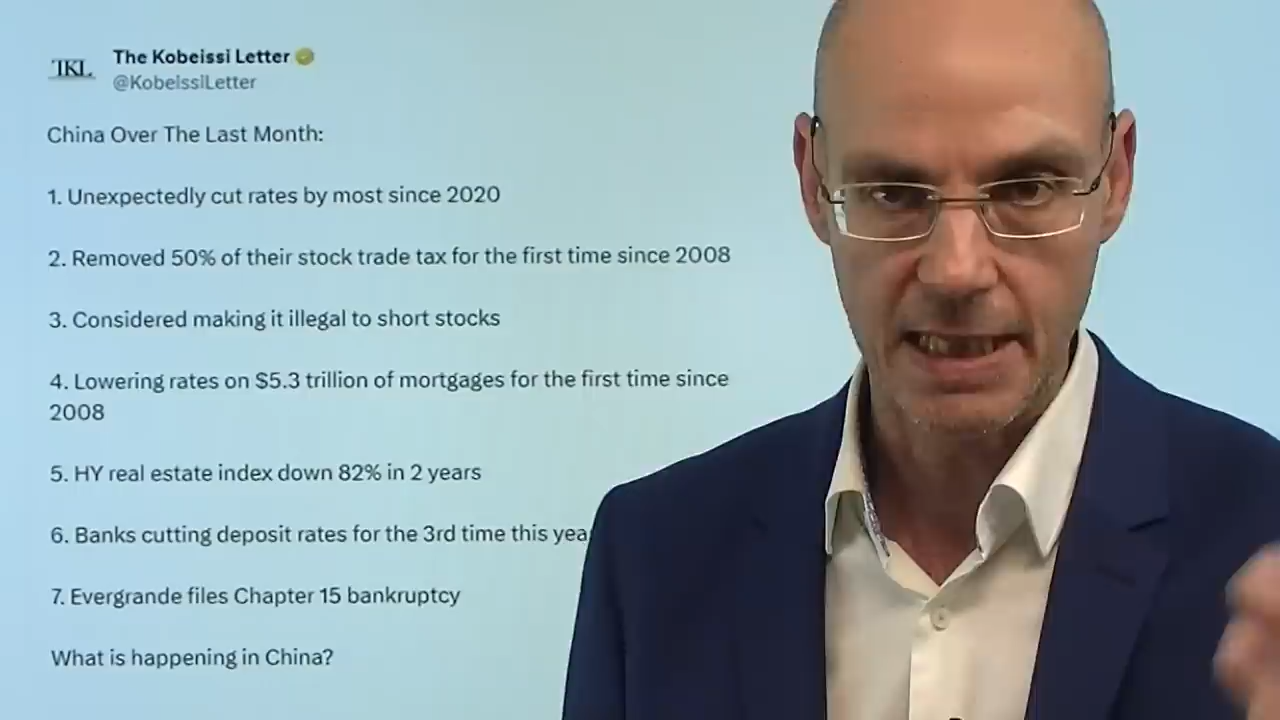 TKL
The Kobeissi Letter
@KobeissiLetter
China Over The Last Month:
1. Unexpectedly cut rates by most since 2020
2. Removed 50% of their stock trade tax for the first time since 2008
3. Considered making it illegal to short stocks
4. Lowering rates on $5.3 trillion of mortgages for the first time since
2008
5. HY real estate index down 82% in 2 years
6. Banks cutting deposit rates for the 3rd time this yea
7. Evergrande files Chapter 15 bankruptcy
What is happening in China?